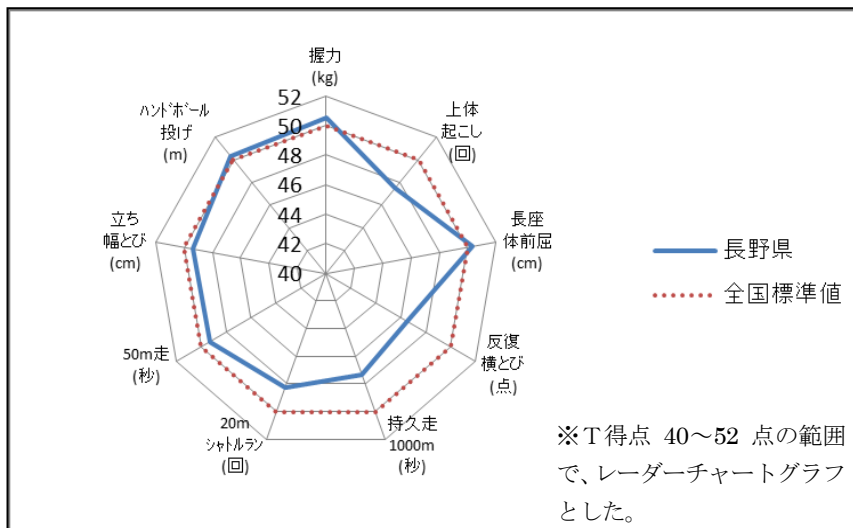 握力
(kg)
上体
起こし
(回)
長座
体前屈
(cm)
反復
横とび
(点)
持久走
1000m
(秒)
20m
シャトルラン
(回)
50m走
(秒)
立ち
幅とび
(cm)
ハンドボール
投げ
(m)
52
50
48
46
44
42
40
長野県
全国標準値
※T得点 40～52 点の範囲
で、レーダーチャートグラフ
とした。